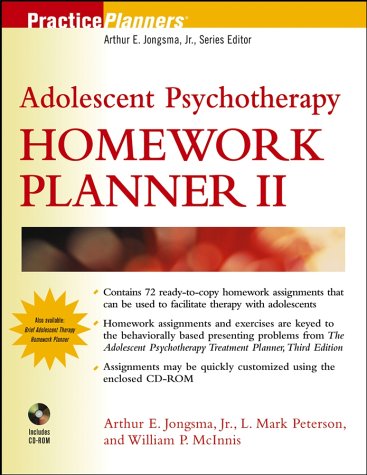 PracticePlanners®
Arthur E. Jongsma, Jr., Series Editor
Adolescent Psychotherapy
HOMEWORK
PLANNER II
• Contains 72 ready-to-copy homework assignments that
can be used to facilitate therapy with adolescents
• Homework assignments and exercises are keyed to
the behaviorally based presenting problems from The
Adolescent Psychotherapy Treatment Planner, Third Edition
• Assignments may be quickly customized using the
enclosed CD-ROM
Also available:
Brief Adolescent Therapy
Homework Planner
Includes
CD-ROM
Arthur E. Jongsma, Jr., L. Mark Peterson,
and William P. McInnis